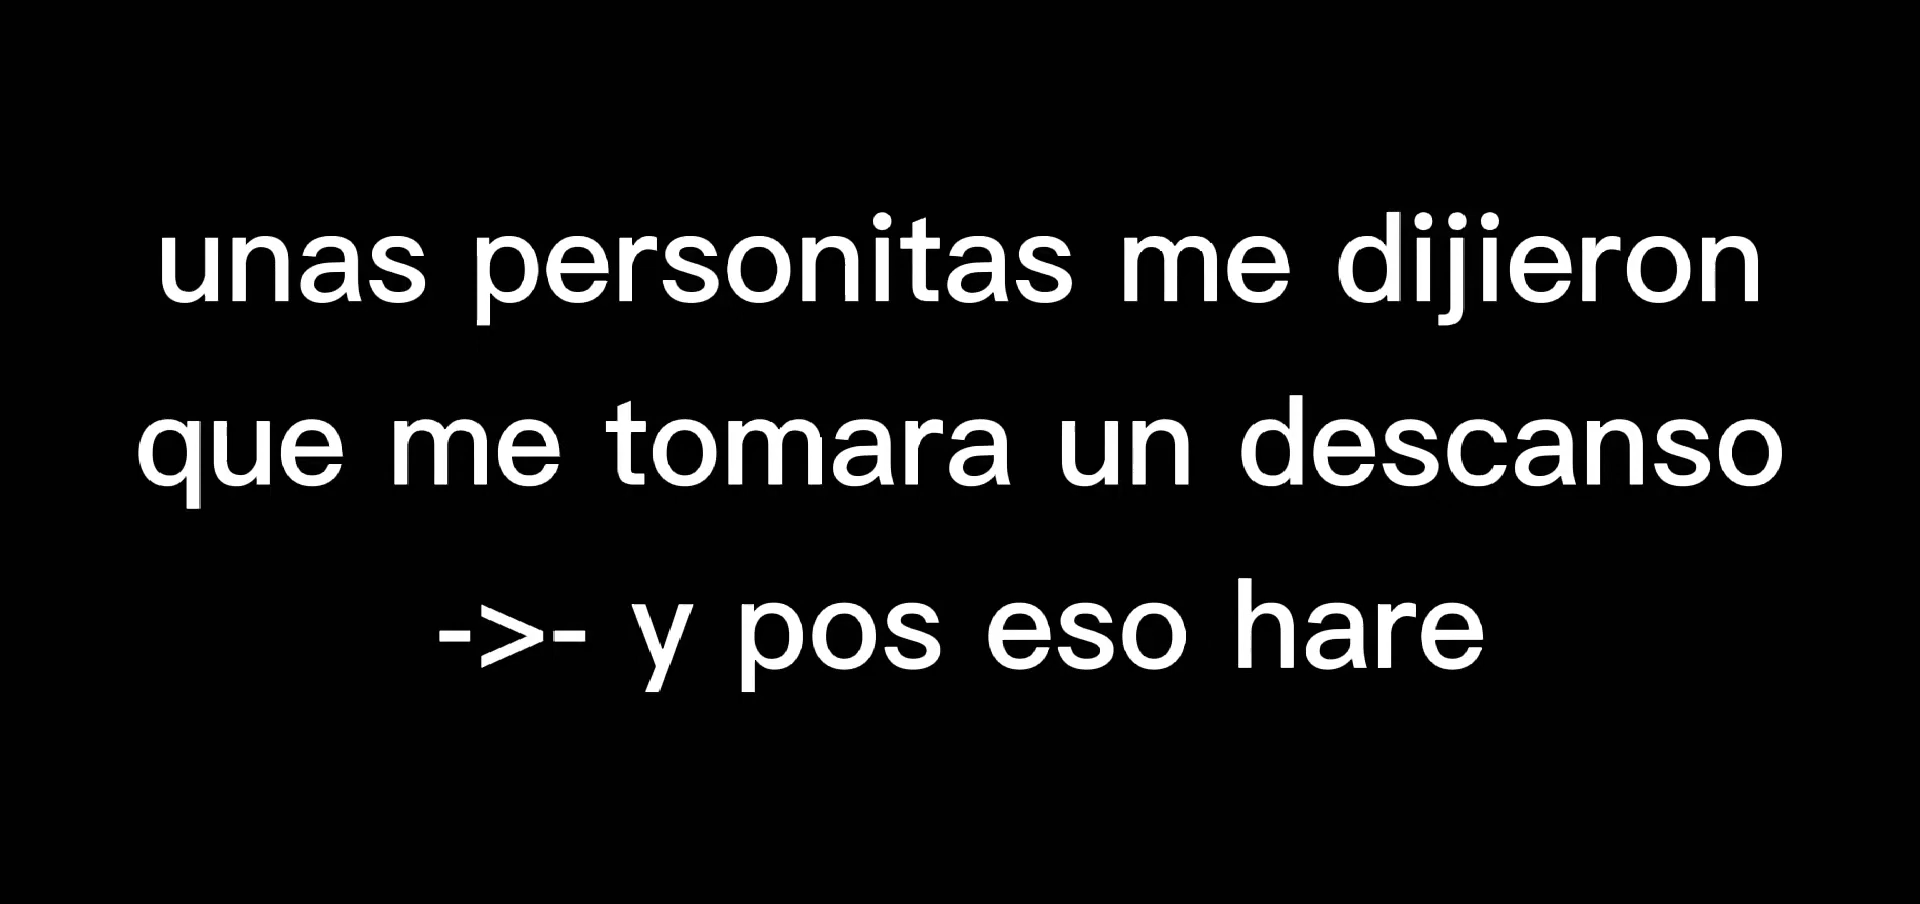 unas personitas me dijieron
que me tomara un descanso
->- y pos eso hare